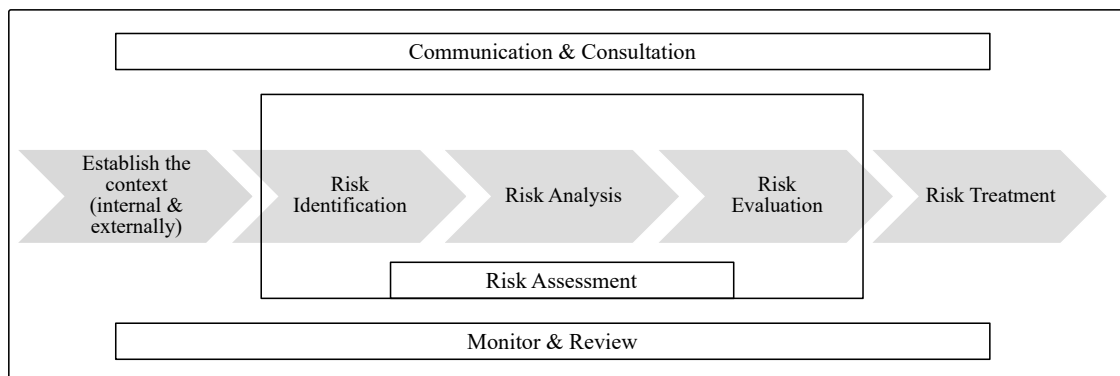 Communication & Consultation
Establish the
context
(internal &
externally)
Risk
Identification
Risk Analysis
Risk
Evaluation
Risk Treatment
Risk Assessment
Monitor & Review